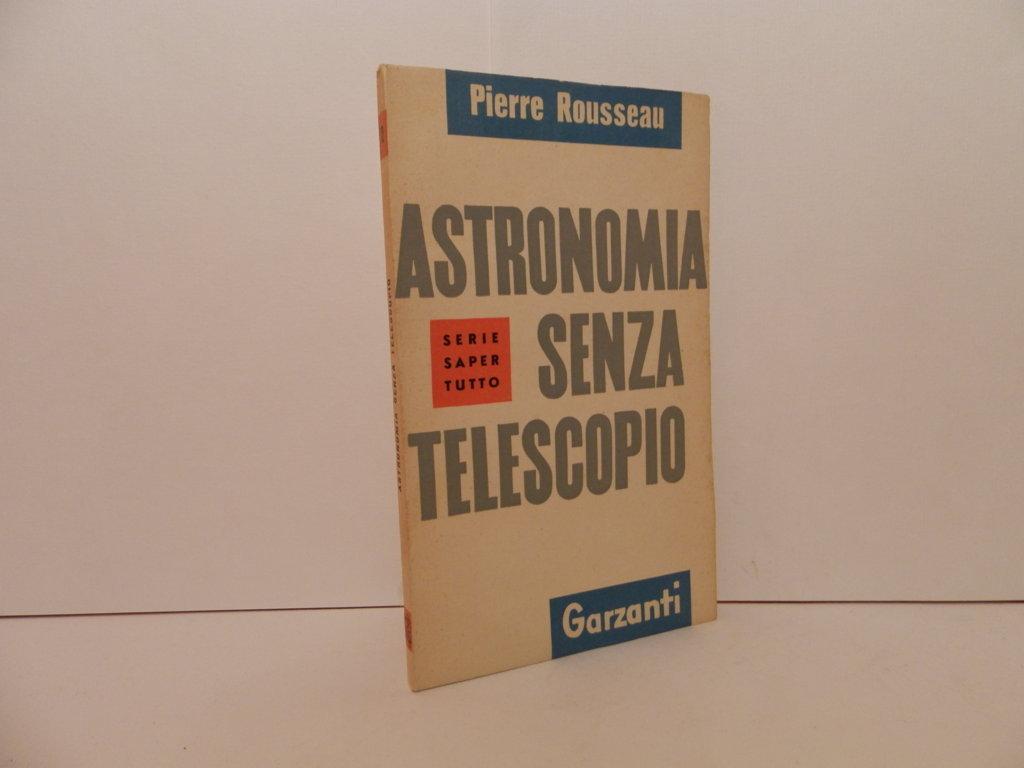 Pierre Rousseau
ASTRONOMIA
SERIE
SAPER
TUTTO
SENZA
TELESCOPIO
Garzanti
ASTRONOMIA SENZA TELESCOPIO